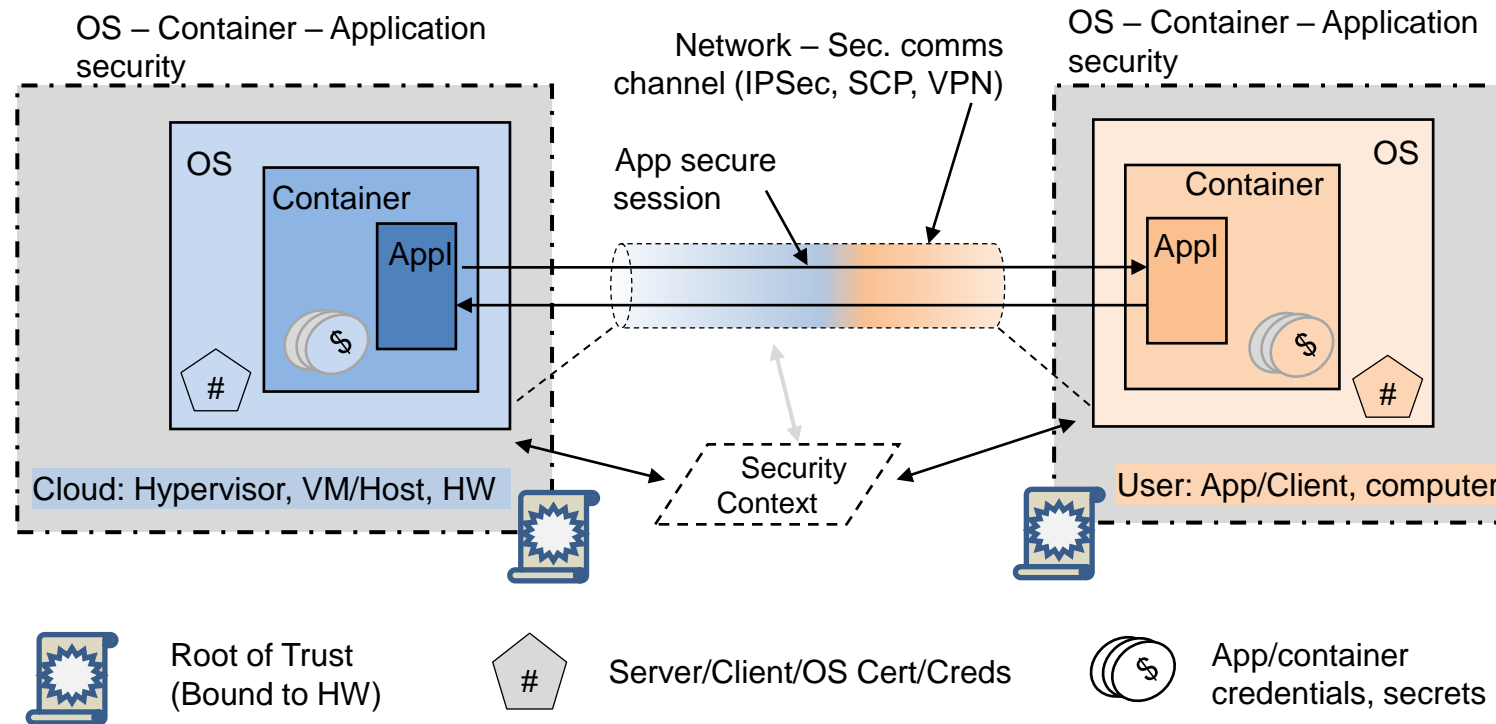 OS – Container – Application
security
Network – Sec. comms
channel (IPSec, SCP, VPN)
OS – Container – Application
security
App secure
session
OS
Container
Appl
$
#
Cloud: Hypervisor, VM/Host, HW
OS
Container
Appl
$
#
User: App/Client, computer
Security
Context
Root of Trust
(Bound to HW)
#
Server/Client/OS Cert/Creds
$
App/container
credentials, secrets